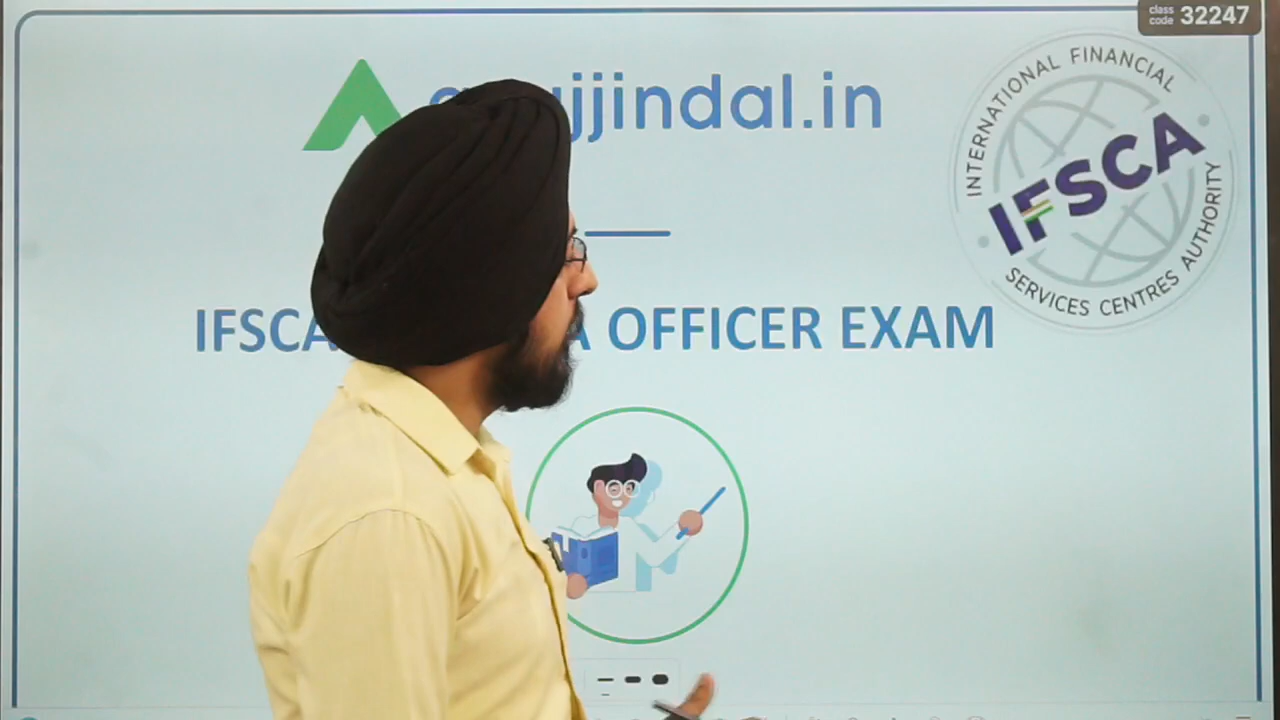 class code 32247
jjindal.in
INTERNATIONAL FINANCIAL
IFSCA
SERVICES CENTRES AUTHORITY
IFSCA OFFICER EXAM